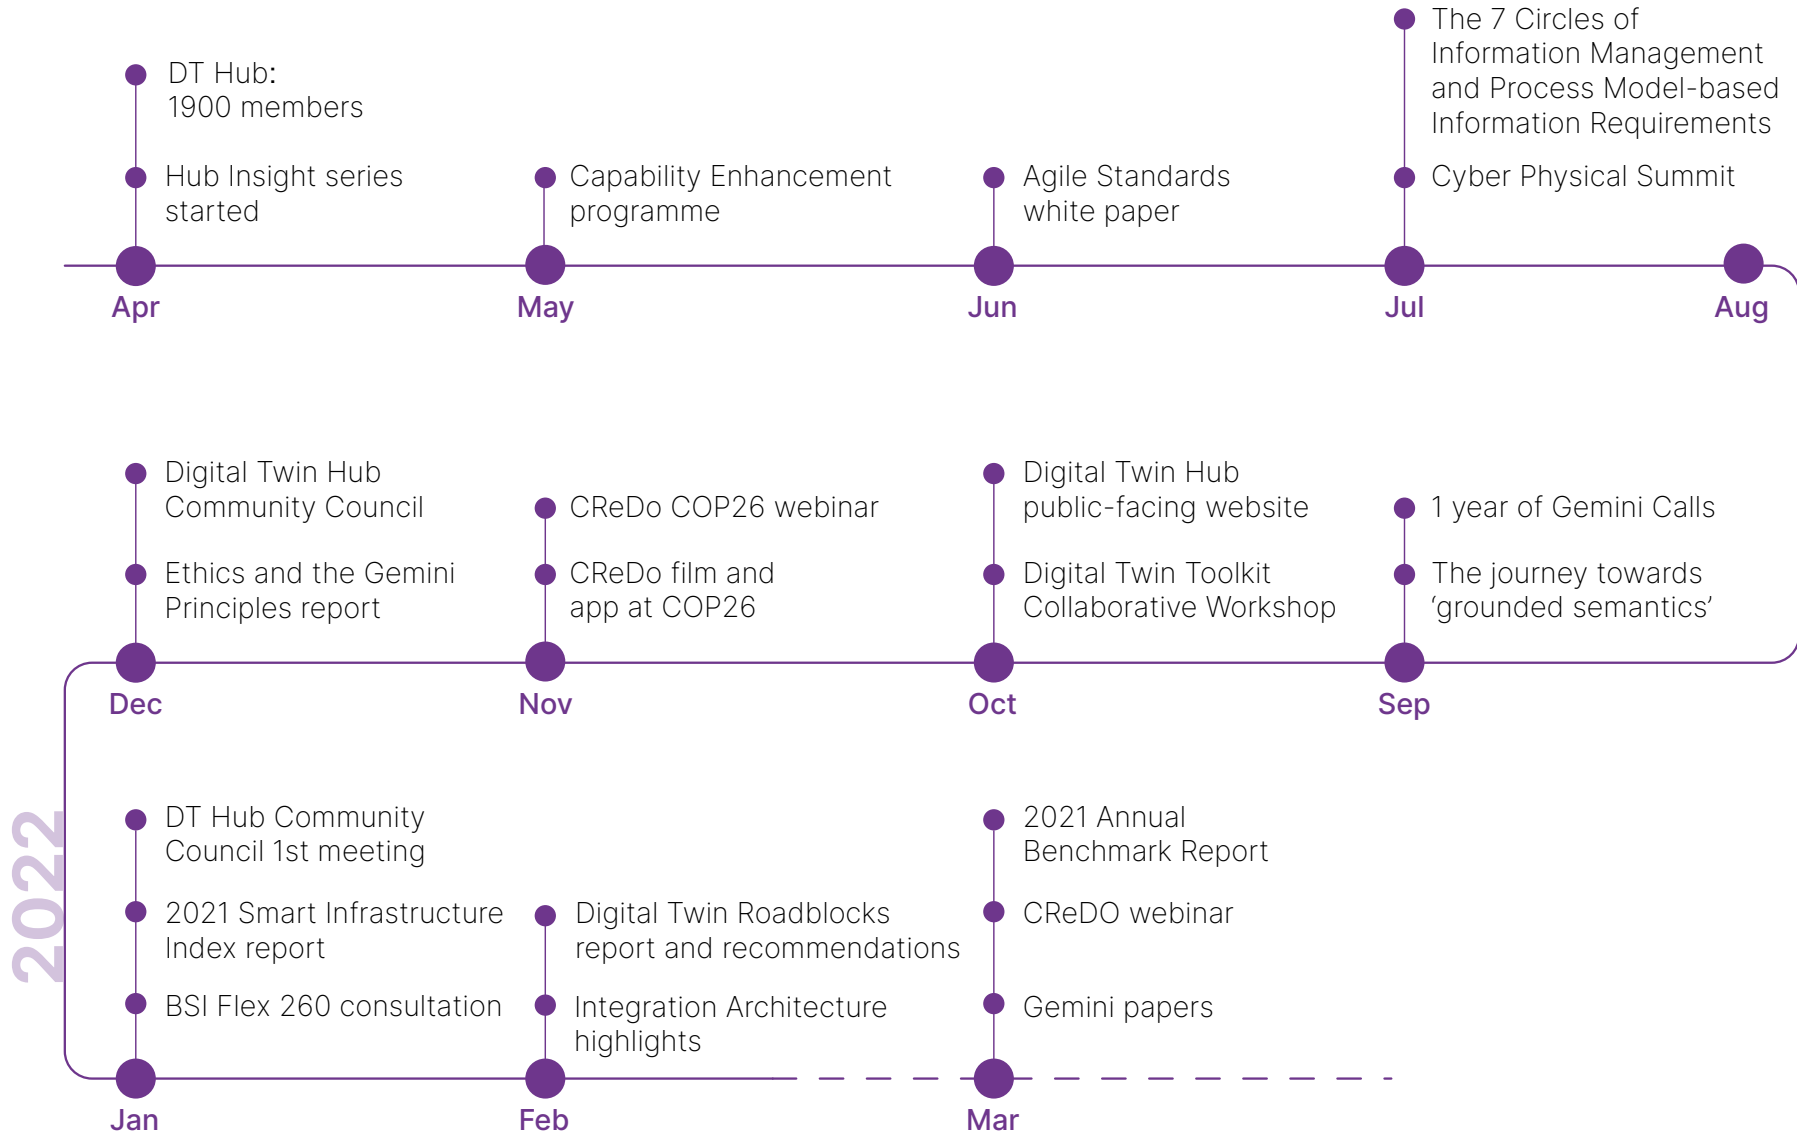 DT Hub:
1900 members
Hub Insight series
started
Apr
Capability Enhancement
programme
May
Agile Standards
white paper
Jun
The 7 Circles of
Information Management
and Process Model-based
Information Requirements
Cyber Physical Summit
Jul
Aug
1 year of Gemini Calls
The journey towards
‘grounded semantics’
Sep
Digital Twin Hub
public-facing website
Digital Twin Toolkit
Collaborative Workshop
Oct
CReDo COP26 webinar
CReDo film and
app at COP26
Nov
Digital Twin Hub
Community Council
Ethics and the Gemini
Principles report
Dec
2022
DT Hub Community
Council 1st meeting
2021 Smart Infrastructure
Index report
BSI Flex 260 consultation
Jan
Digital Twin Roadblocks
report and recommendations
Integration Architecture
highlights
Feb
2021 Annual
Benchmark Report
CReDO webinar
Gemini papers
Mar